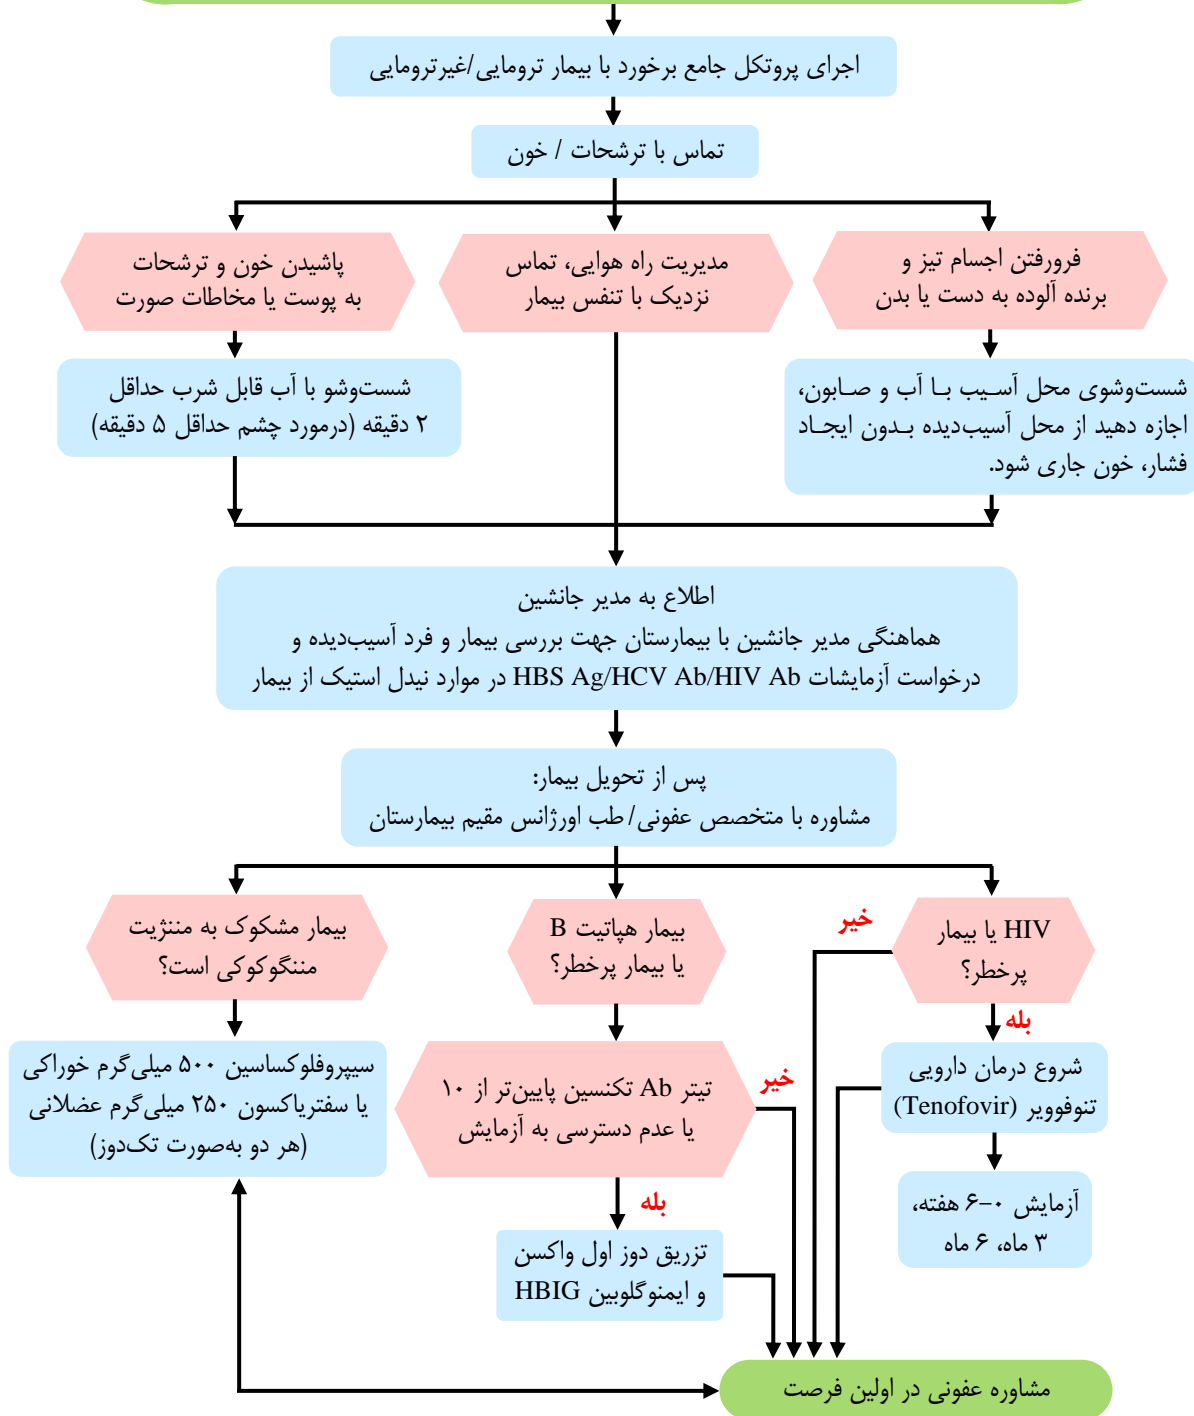 اجرای پروتکل جامع برخورد با بیمار ترومایی/غیرترومایی
تماس با ترشحات / خون
فرورفتن اجسام تیز و
برنده آلوده به دست یا بدن
مدیریت راه هوایی، تماس
نزدیک با تنفس بیمار
پاشیدن خون و ترشحات
به پوست یا مخاطات صورت
شست‌وشوی محل آسیب با آب و صابون،
اجازه دهید از محل آسیب‌دیده بدون ایجاد
فشار، خون جاری شود.
شست‌وشو با آب قابل شرب حداقل
۲ دقیقه (درمورد چشم حداقل ۵ دقیقه)
اطلاع به مدیر جانشین
هماهنگی مدیر جانشین با بیمارستان جهت بررسی بیمار و فرد آسیب‌دیده و
درخواست آزمایشات HBS Ag/HCV Ab/HIV Ab در موارد نیدل استیک از بیمار
پس از تحویل بیمار:
مشاوره با متخصص عفونی/طب اورژانس مقیم بیمارستان
HIV یا بیمار
پرخطر؟
خیر
بیمار هپاتیت B
یا بیمار پرخطر؟
بیمار مشکوک به مننژیت
مننگوکوکی است؟
بله
شروع درمان دارویی
تنوفوویر (Tenofovir)
خیر
تیتر Ab تکنسین پایین‌تر از ۱۰
یا عدم دسترسی به آزمایش
سیپروفلوکساسین ۵۰۰ میلی‌گرم خوراکی
یا سفتریاکسون ۲۵۰ میلی‌گرم عضلانی
(هر دو به‌صورت تک‌دوز)
آزمایش ۰–۶ هفته،
۳ ماه، ۶ ماه
بله
تزریق دوز اول واکسن
و ایمنوگلوبین HBIG
مشاوره عفونی در اولین فرصت